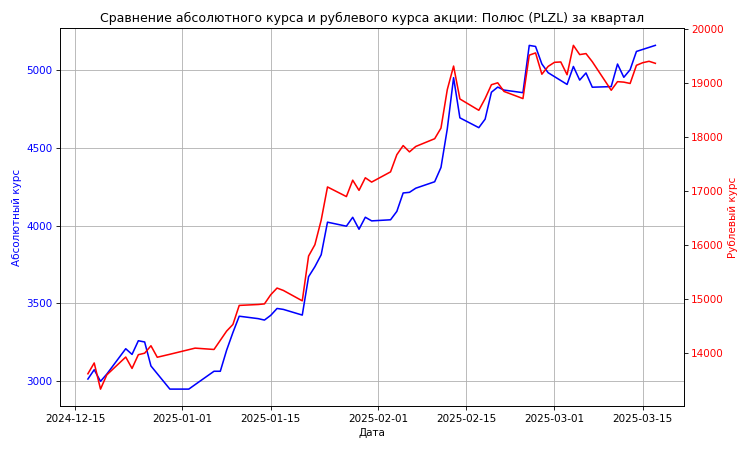 Сравнение абсолютного курса и рублевого курса акции: Полюс (PLZL) за квартал
20000
5000
19000
18000
4500
17000
4000
16000
3500
15000
14000
3000
Абсолютный курс
Рублевый курс
2024-12-15 2025-01-01 2025-01-15 2025-02-01 2025-02-15 2025-03-01 2025-03-15
Дата